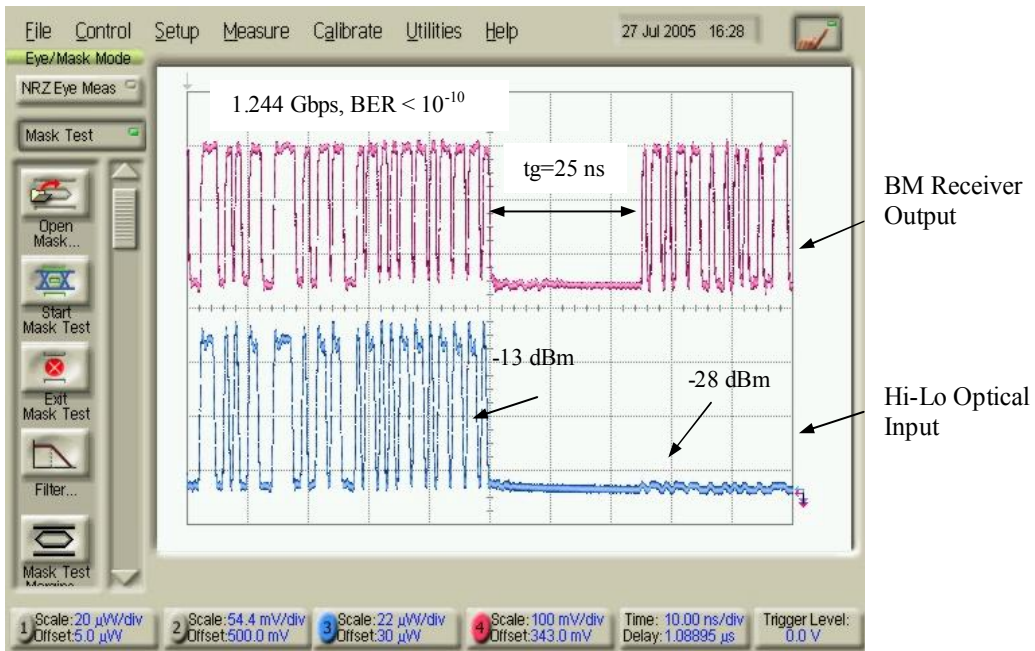 File Control Setup Measure Calibrate Utilities Help 27 Jul 2005 16:28
Eye/Mask Mode
NRZ Eye Meas
Mask Test
Open
Mask...
Start
Mask Test
Exit
Mask Test
Filter...
Mask Test
1.244 Gbps, BER < 10⁻¹⁰
tg=25 ns
BM Receiver
Output
-13 dBm
-28 dBm
Hi-Lo Optical
Input
1 Scale:20 µW/div
Offset:5.0 µW
2 Scale:54.4 mV/div
Offset:500.0 mV
3 Scale:22 µW/div
Offset:30 µW
4 Scale:100 mV/div
Offset:343.0 mV
Time: 10.00 ns/div
Delay:1.08895 µs
Trigger Level:
0.0 V